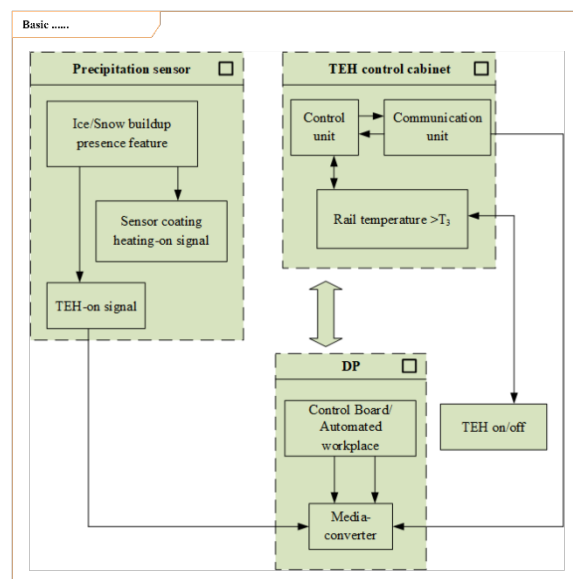 Basic ......
Precipitation sensor
Ice/Snow buildup
presence feature
Sensor coating
heating-on signal
TEH-on signal
TEH control cabinet
Control
unit
Communication
unit
Rail temperature >T₃
DP
Control Board/
Automated
workplace
Media-
converter
TEH on/off